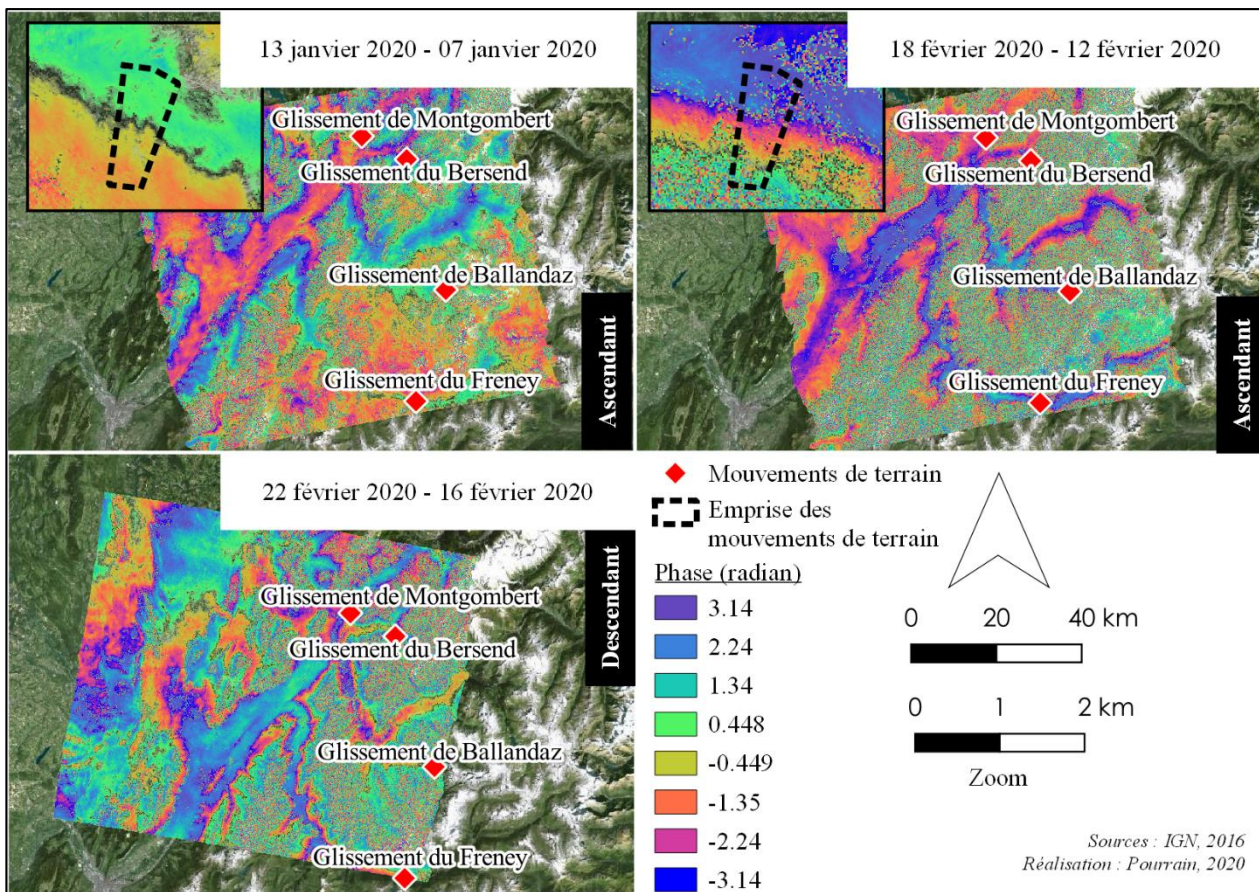 13 janvier 2020 - 07 janvier 2020
Glissement de Montgombert
Glissement du Bersend
Glissement de Ballandaz
Glissement du Freney
Ascendant
18 février 2020 - 12 février 2020
Glissement de Montgombert
Glissement du Bersend
Glissement de Ballandaz
Glissement du Freney
Ascendant
22 février 2020 - 16 février 2020
Glissement de Montgombert
Glissement du Bersend
Glissement de Ballandaz
Glissement du Freney
Descendant
Mouvements de terrain
Emprise des
mouvements de terrain
Phase (radian)
3.14
2.24
1.34
0.448
-0.449
-1.35
-2.24
-3.14
0 20 40 km
0 1 2 km
Zoom
Sources : IGN, 2016
Réalisation : Pourrain, 2020